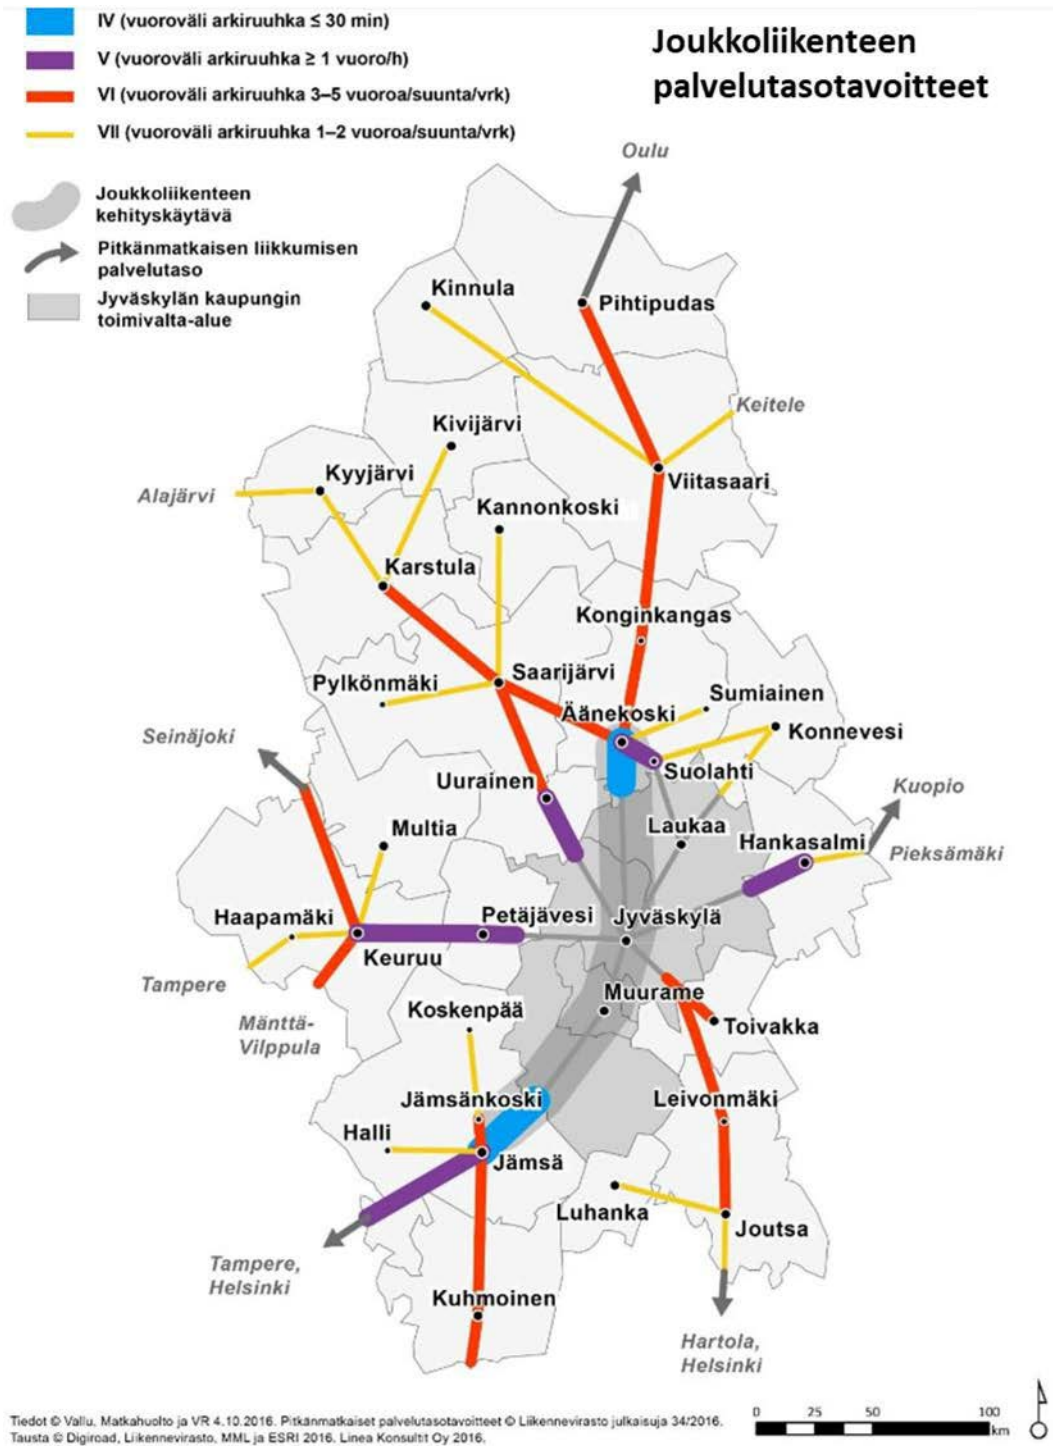 IV (vuoroväli arkiruuhka ≤ 30 min)
V (vuoroväli arkiruuhka ≥ 1 vuoro/h)
VI (vuoroväli arkiruuhka 3–5 vuoroa/suunta/vrk)
VII (vuoroväli arkiruuhka 1–2 vuoroa/suunta/vrk)
Joukkoliikenteen
kehityskäytävä
Pitkänmatkaisen liikkumisen
palvelutaso
Jyväskylän kaupungin
toimivalta-alue
Joukkoliikenteen
palvelutasotavoitteet
Oulu
Kinnula
Pihtipudas
Keitele
Kivijärvi
Kyyjärvi
Viitasaari
Alajärvi
Kannonkoski
Karstula
Konginkangas
Saarijärvi
Pylkönmäki
Sumiainen
Äänekoski
Konnevesi
Seinäjoki
Suolahti
Uurainen
Kuopio
Multia
Laukaa
Hankasalmi
Pieksämäki
Haapamäki
Petäjävesi
Jyväskylä
Keuruu
Tampere
Muurame
Koskenpää
Mänttä-
Vilppula
Toivakka
Jämsänkoski
Leivonmäki
Halli
Jämsä
Luhanka
Joutsa
Tampere,
Helsinki
Kuhmoinen
Hartola,
Helsinki
Tiedot © Vallu, Matkahuolto ja VR 4.10.2016. Pitkänmatkaiset palvelutasotavoitteet © Liikennevirasto julkaisuja 34/2016.
Tausta © Digiroad, Liikennevirasto, MML ja ESRI 2016. Linea Konsultit Oy 2016.
0 25 50 100
km